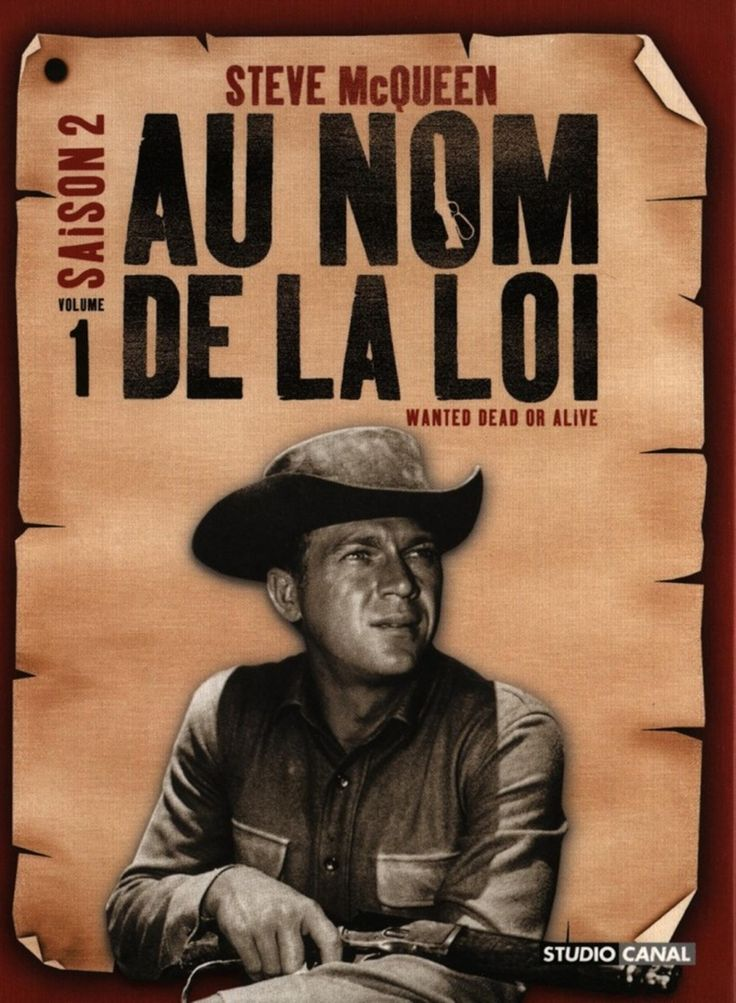 STEVE McQUEEN
SAiSON 2
VOLUME
1
AU NOM
DE LA LOI
WANTED DEAD OR ALiVE
STUDIO CANAL